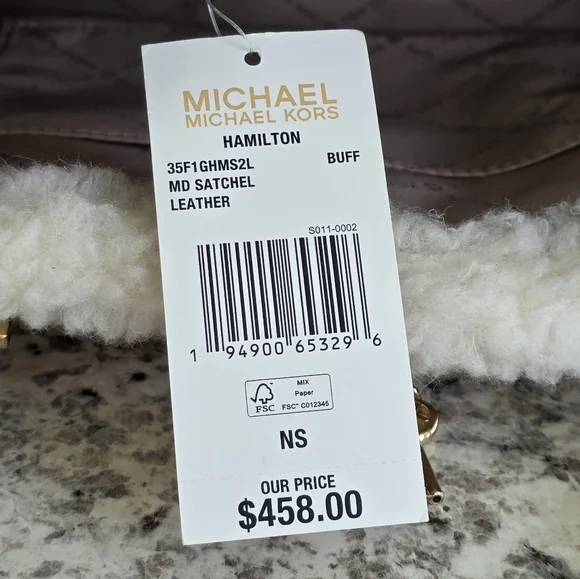 MICHAEL
MICHAEL KORS
HAMILTON
35F1GHMS2L BUFF
MD SATCHEL
LEATHER
S011-0002
1 94900 65329 6
FSC
MIX
Paper
FSC™ C012345
NS
OUR PRICE
$458.00